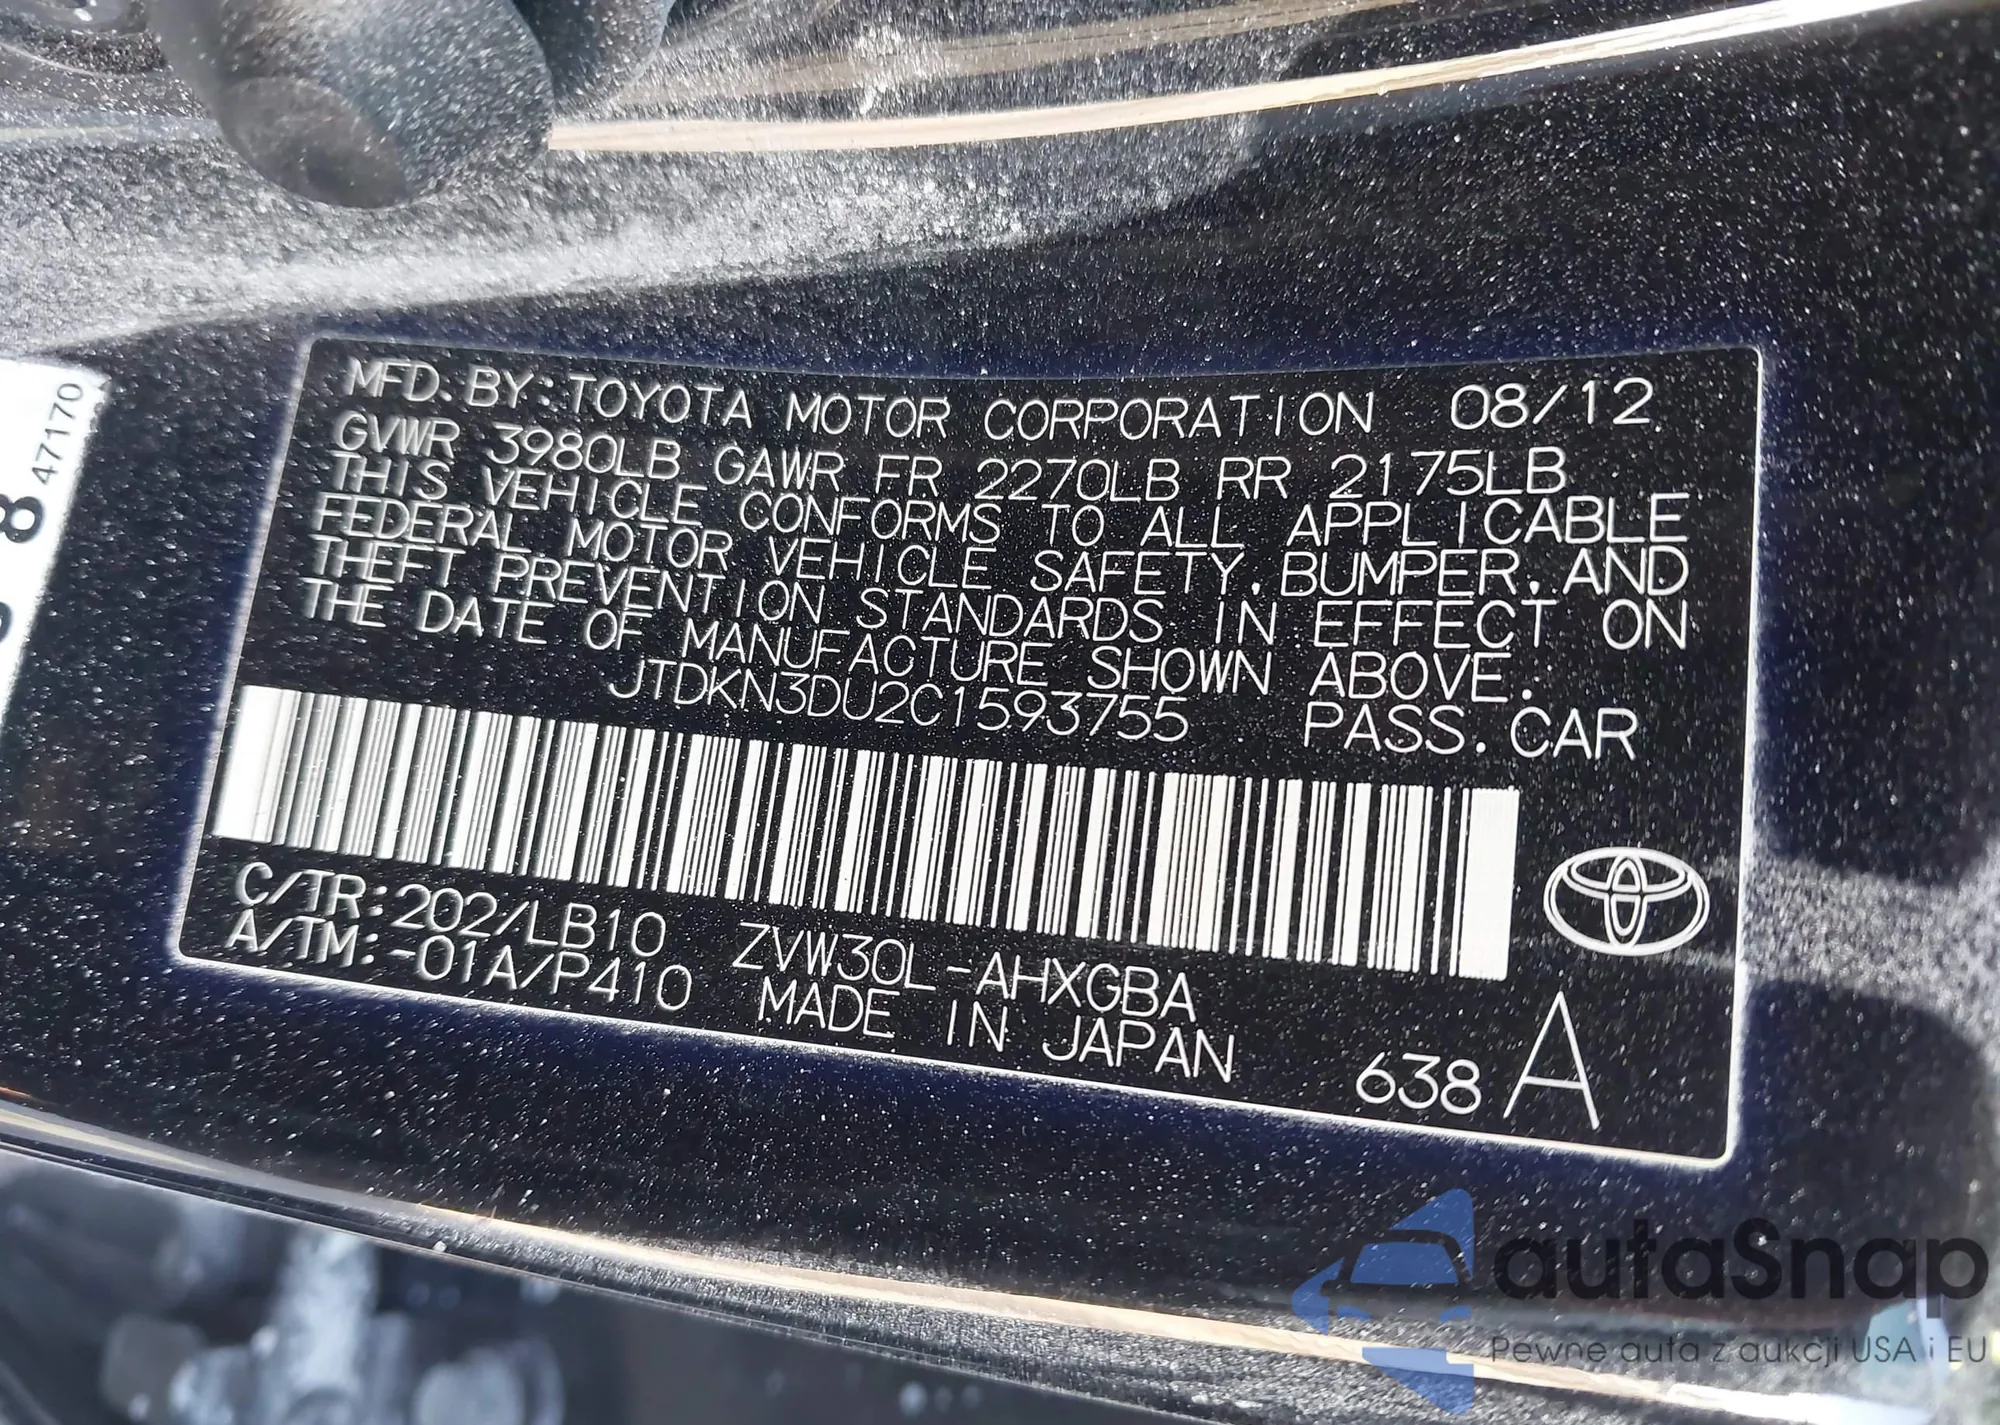 MFD. BY: TOYOTA MOTOR CORPORATION 08/12
GVWR 3980LB GAWR FR 2270LB RR 2175LB
THIS VEHICLE CONFORMS TO ALL APPLICABLE
FEDERAL MOTOR VEHICLE SAFETY, BUMPER, AND
THEFT PREVENTION STANDARDS IN EFFECT ON
THE DATE OF MANUFACTURE SHOWN ABOVE.
JTDKN3DU2C1593755 PASS. CAR
C/TR: 202/LB10 ZVW30L-AHXGBA
A/TM: -01A/P410 MADE IN JAPAN
638 A
8
47170
autaSnap
Pewne auta z aukcji USA i EU